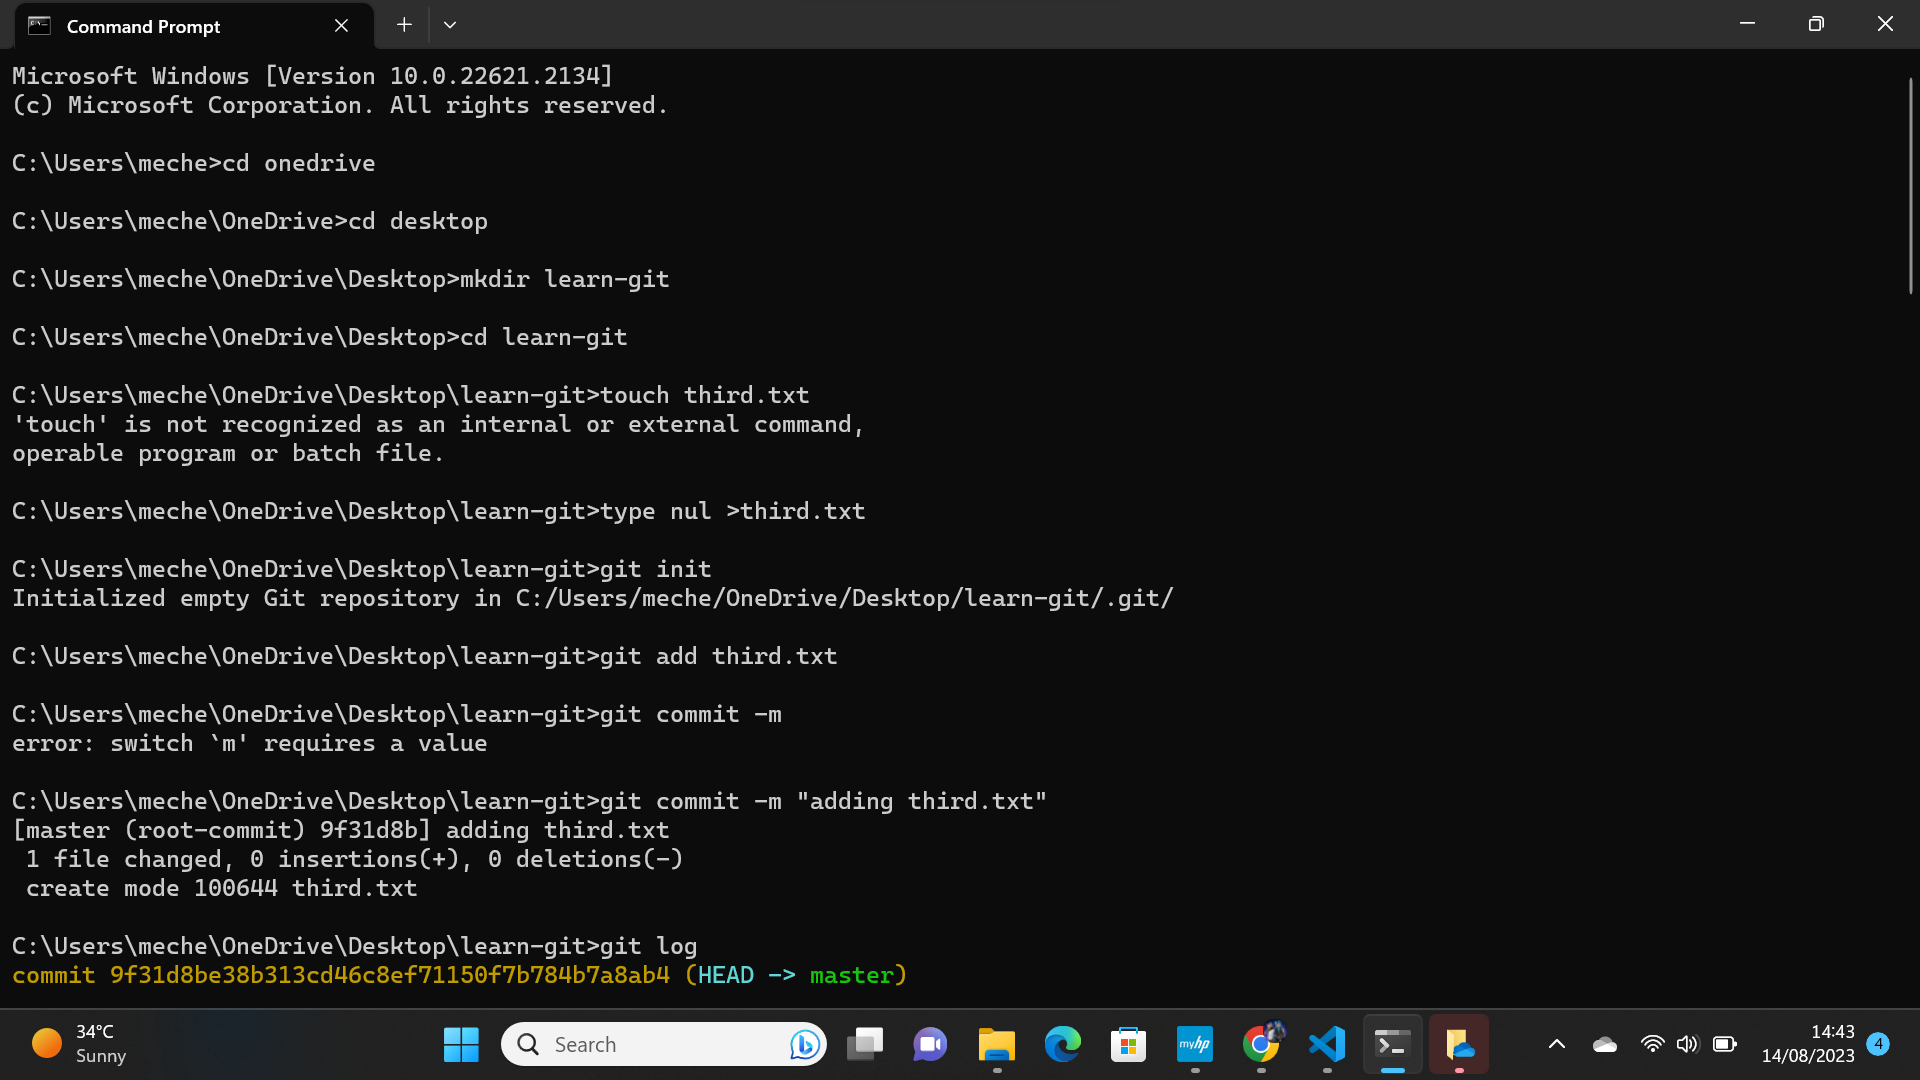 Command Prompt
Microsoft Windows [Version 10.0.22621.2134]
(c) Microsoft Corporation. All rights reserved.
C:\Users\meche>cd onedrive
C:\Users\meche\OneDrive>cd desktop
C:\Users\meche\OneDrive\Desktop>mkdir learn-git
C:\Users\meche\OneDrive\Desktop>cd learn-git
C:\Users\meche\OneDrive\Desktop\learn-git>touch third.txt
'touch' is not recognized as an internal or external command,
operable program or batch file.
C:\Users\meche\OneDrive\Desktop\learn-git>type nul >third.txt
C:\Users\meche\OneDrive\Desktop\learn-git>git init
Initialized empty Git repository in C:/Users/meche/OneDrive/Desktop/learn-git/.git/
C:\Users\meche\OneDrive\Desktop\learn-git>git add third.txt
C:\Users\meche\OneDrive\Desktop\learn-git>git commit -m
error: switch `m' requires a value
C:\Users\meche\OneDrive\Desktop\learn-git>git commit -m "adding third.txt"
[master (root-commit) 9f31d8b] adding third.txt
 1 file changed, 0 insertions(+), 0 deletions(-)
 create mode 100644 third.txt
C:\Users\meche\OneDrive\Desktop\learn-git>git log
commit 9f31d8be38b313cd46c8ef71150f7b784b7a8ab4 (HEAD -> master)
34°C
Sunny
Search
myhp
14:43
14/08/2023
4